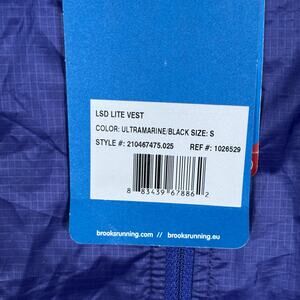 LSD LITE VEST
COLOR: ULTRAMARINE/BLACK SIZE: S
STYLE #: 210467475.025 REF #: 1026529
8 83439 67886 2
brooksrunning.com // brooksrunning.eu